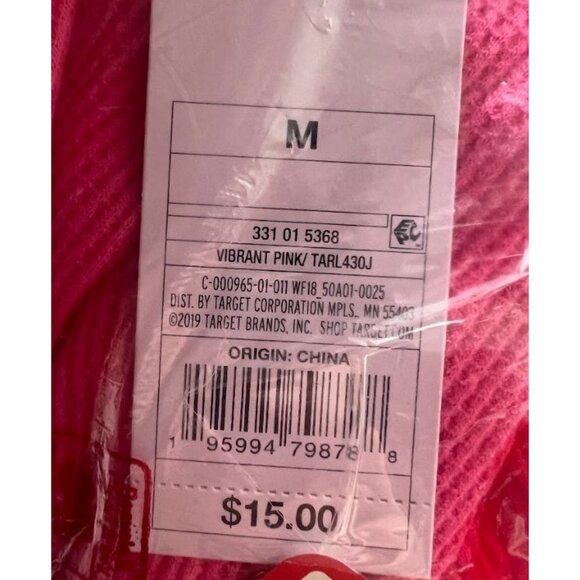 M
331 01 5368
EPC
VIBRANT PINK/ TARL430J
C-000965-01-011 WF18_50A01-0025
DIST. BY TARGET CORPORATION MPLS., MN 55403
©2019 TARGET BRANDS, INC. SHOP TARGET.COM
ORIGIN: CHINA
1 95994 79878 8
$15.00